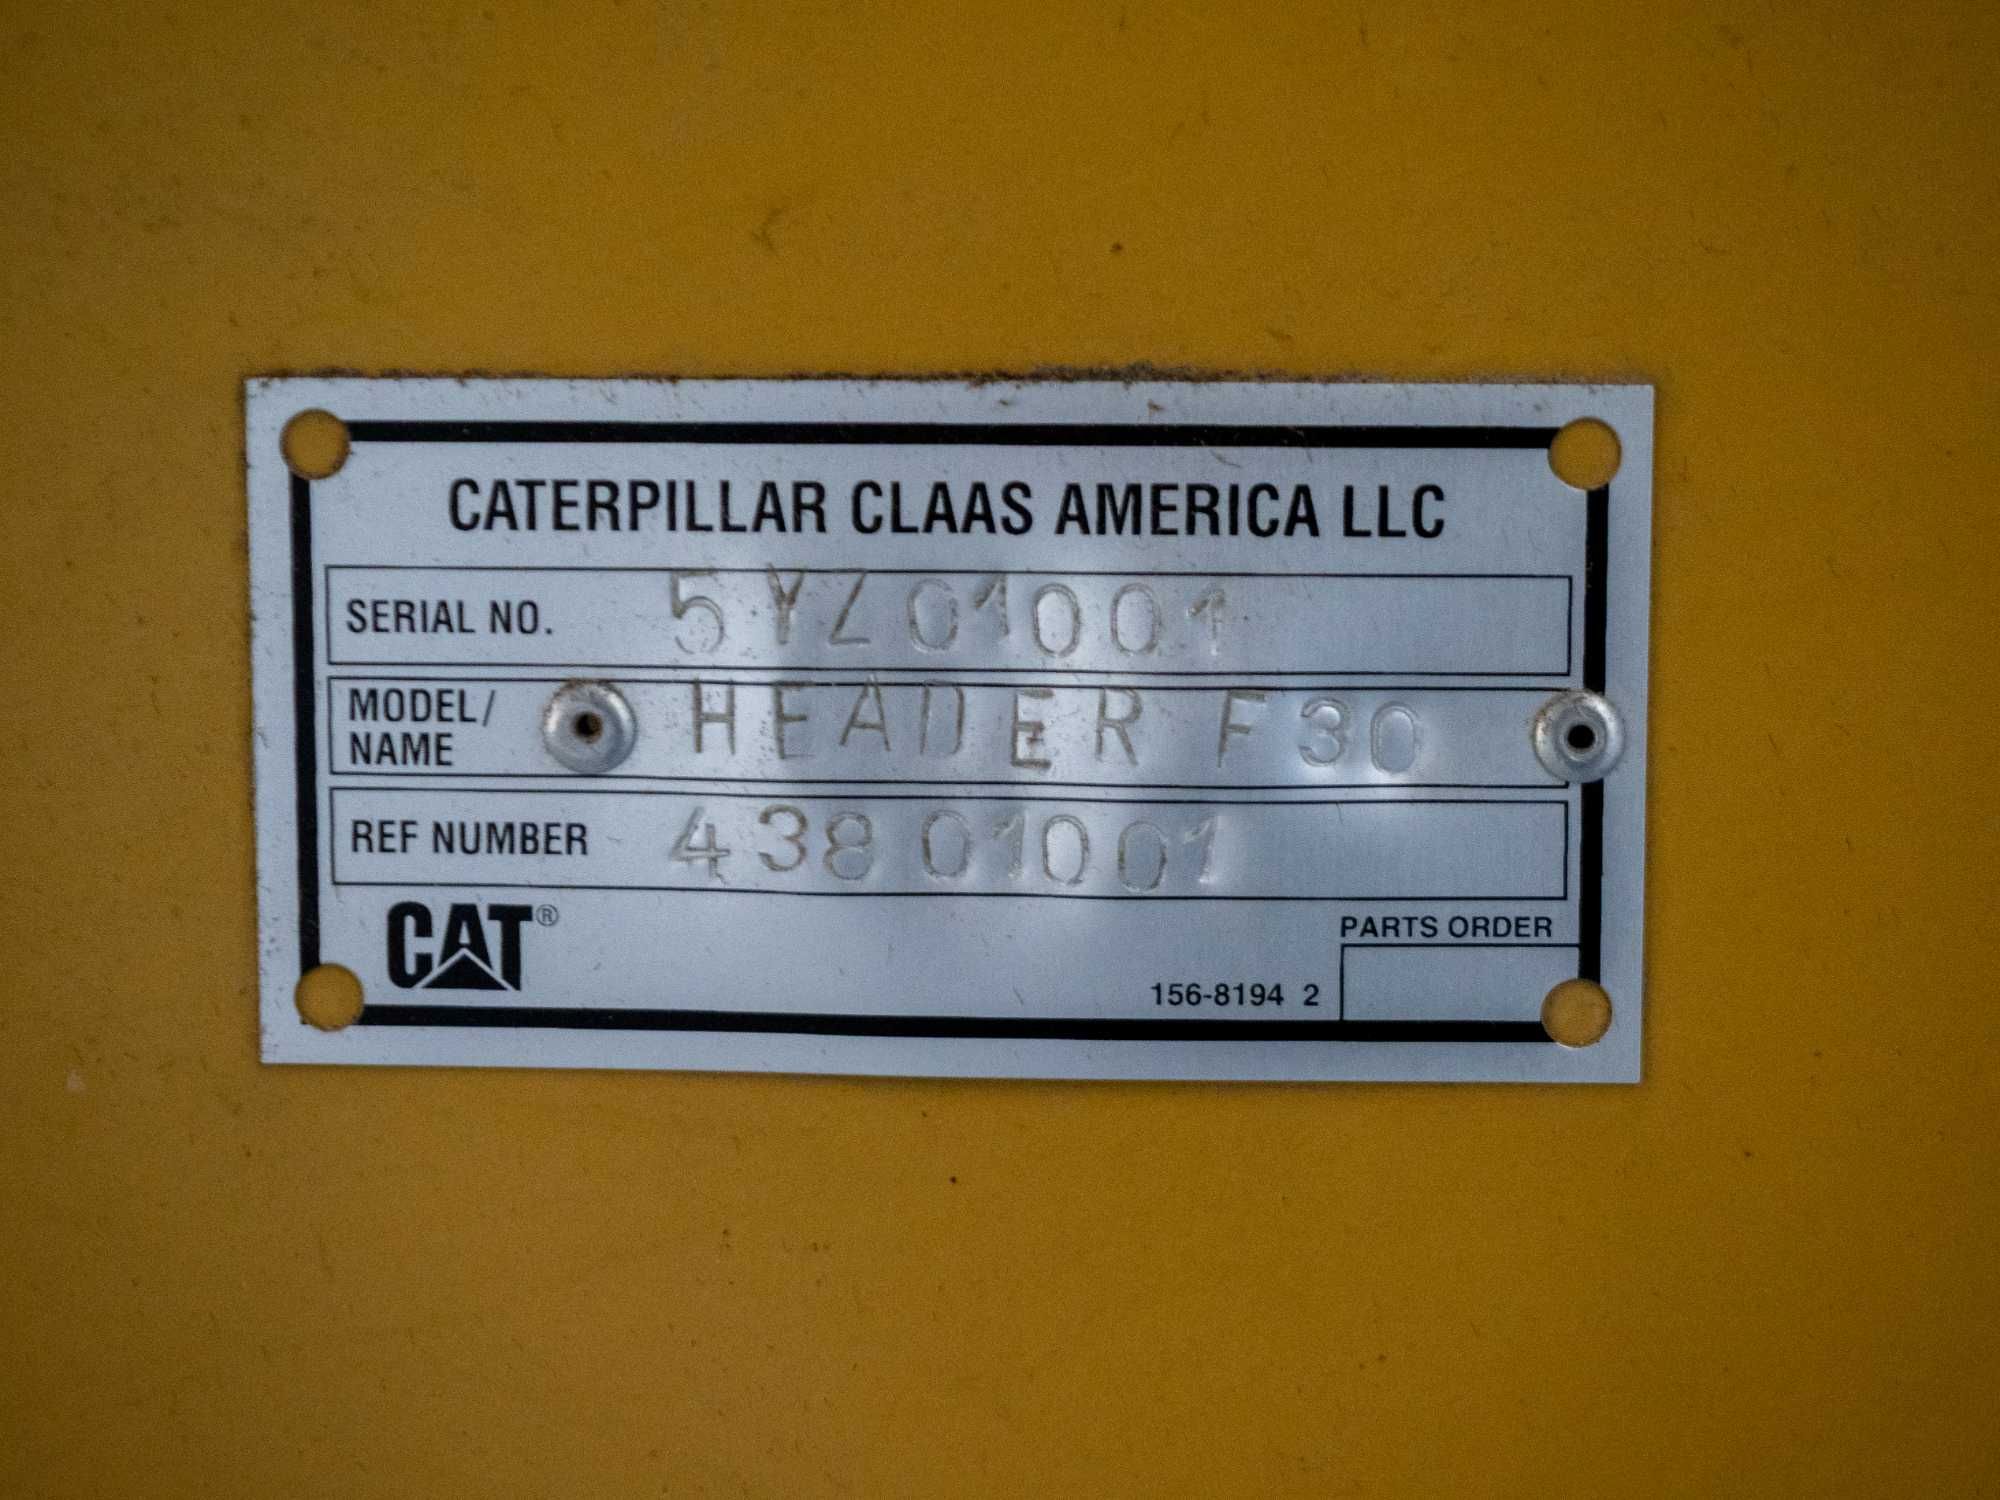 CATERPILLAR CLAAS AMERICA LLC
SERIAL NO. 5YZ01001
MODEL/
NAME HEADER F30
REF NUMBER 43801001
CAT®
PARTS ORDER
156-8194 2